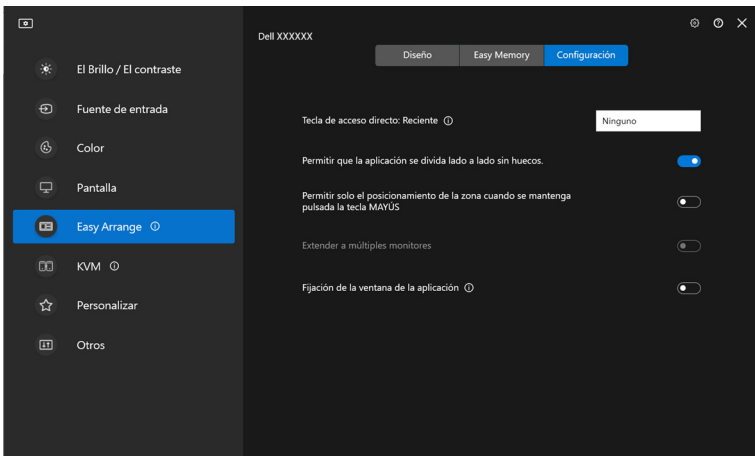 Dell XXXXXX
Diseño
Easy Memory
Configuración
El Brillo / El contraste
Fuente de entrada
Color
Pantalla
Easy Arrange
KVM
Personalizar
Otros
Tecla de acceso directo: Reciente
Ninguno
Permitir que la aplicación se divida lado a lado sin huecos.
Permitir solo el posicionamiento de la zona cuando se mantenga
pulsada la tecla MAYÚS
Extender a múltiples monitores
Fijación de la ventana de la aplicación